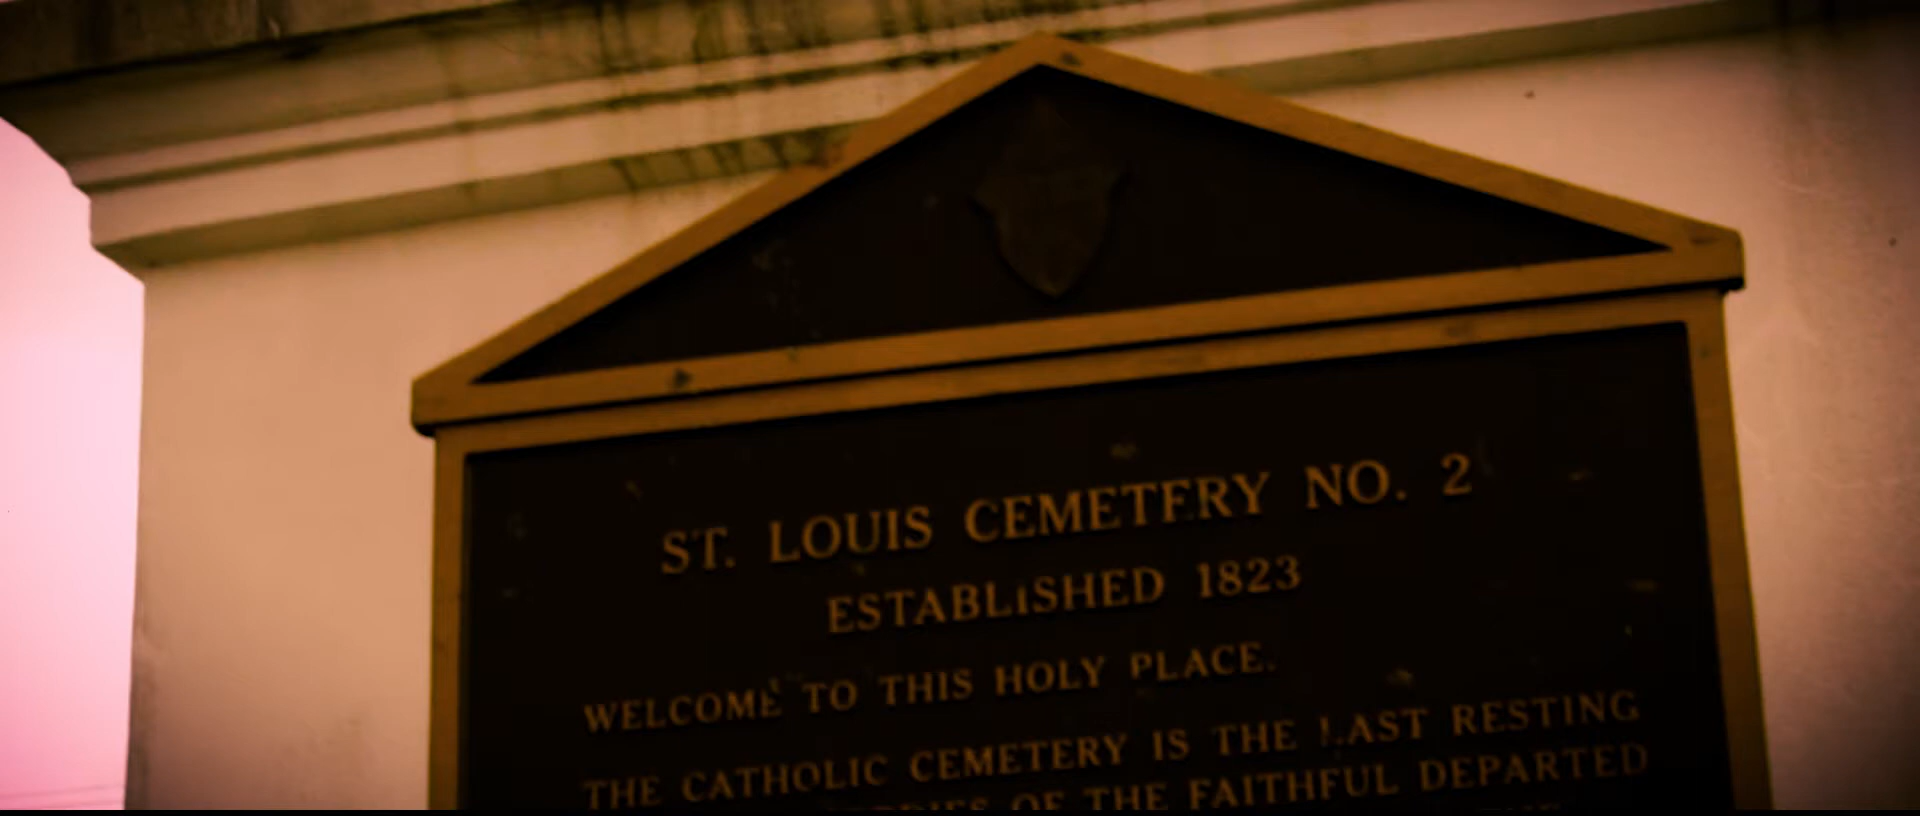 ST. LOUIS CEMETERY NO. 2
ESTABLISHED 1823
WELCOME TO THIS HOLY PLACE.
THE CATHOLIC CEMETERY IS THE LAST RESTING
OF THE FAITHFUL DEPARTED